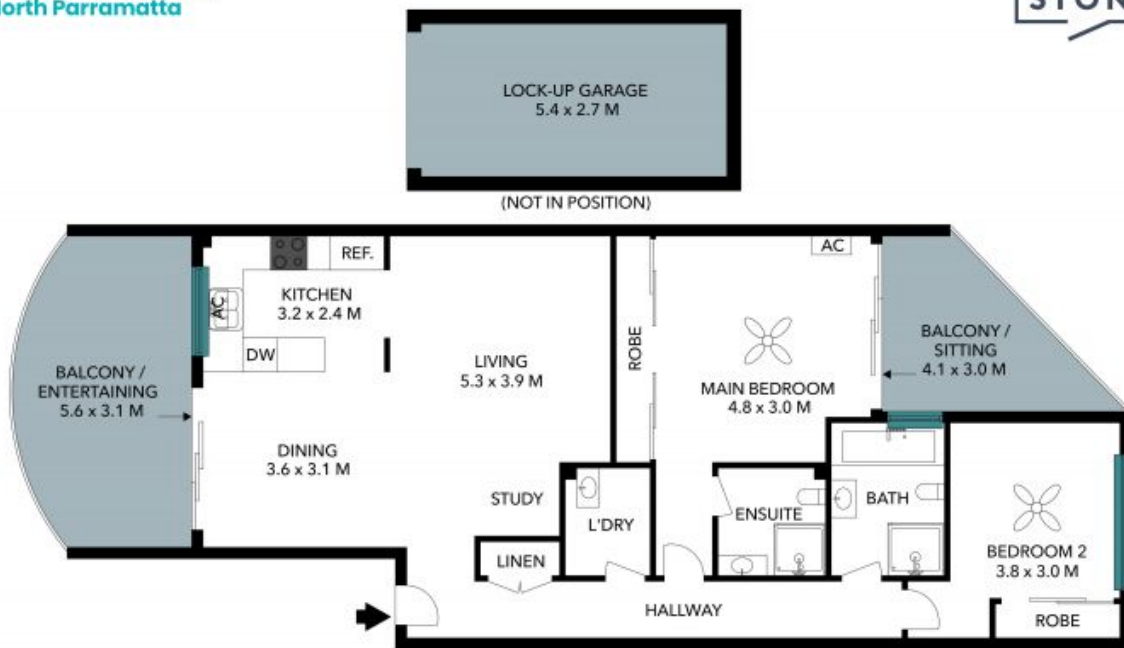 North Parramatta
STON
LOCK-UP GARAGE
5.4 x 2.7 M
(NOT IN POSITION)
REF.
AC
KITCHEN
3.2 x 2.4 M
AC
DW
LIVING
5.3 x 3.9 M
ROBE
MAIN BEDROOM
4.8 x 3.0 M
BALCONY /
SITTING
4.1 x 3.0 M
BALCONY /
ENTERTAINING
5.6 x 3.1 M
DINING
3.6 x 3.1 M
STUDY
L'DRY
ENSUITE
BATH
LINEN
BEDROOM 2
3.8 x 3.0 M
HALLWAY
ROBE